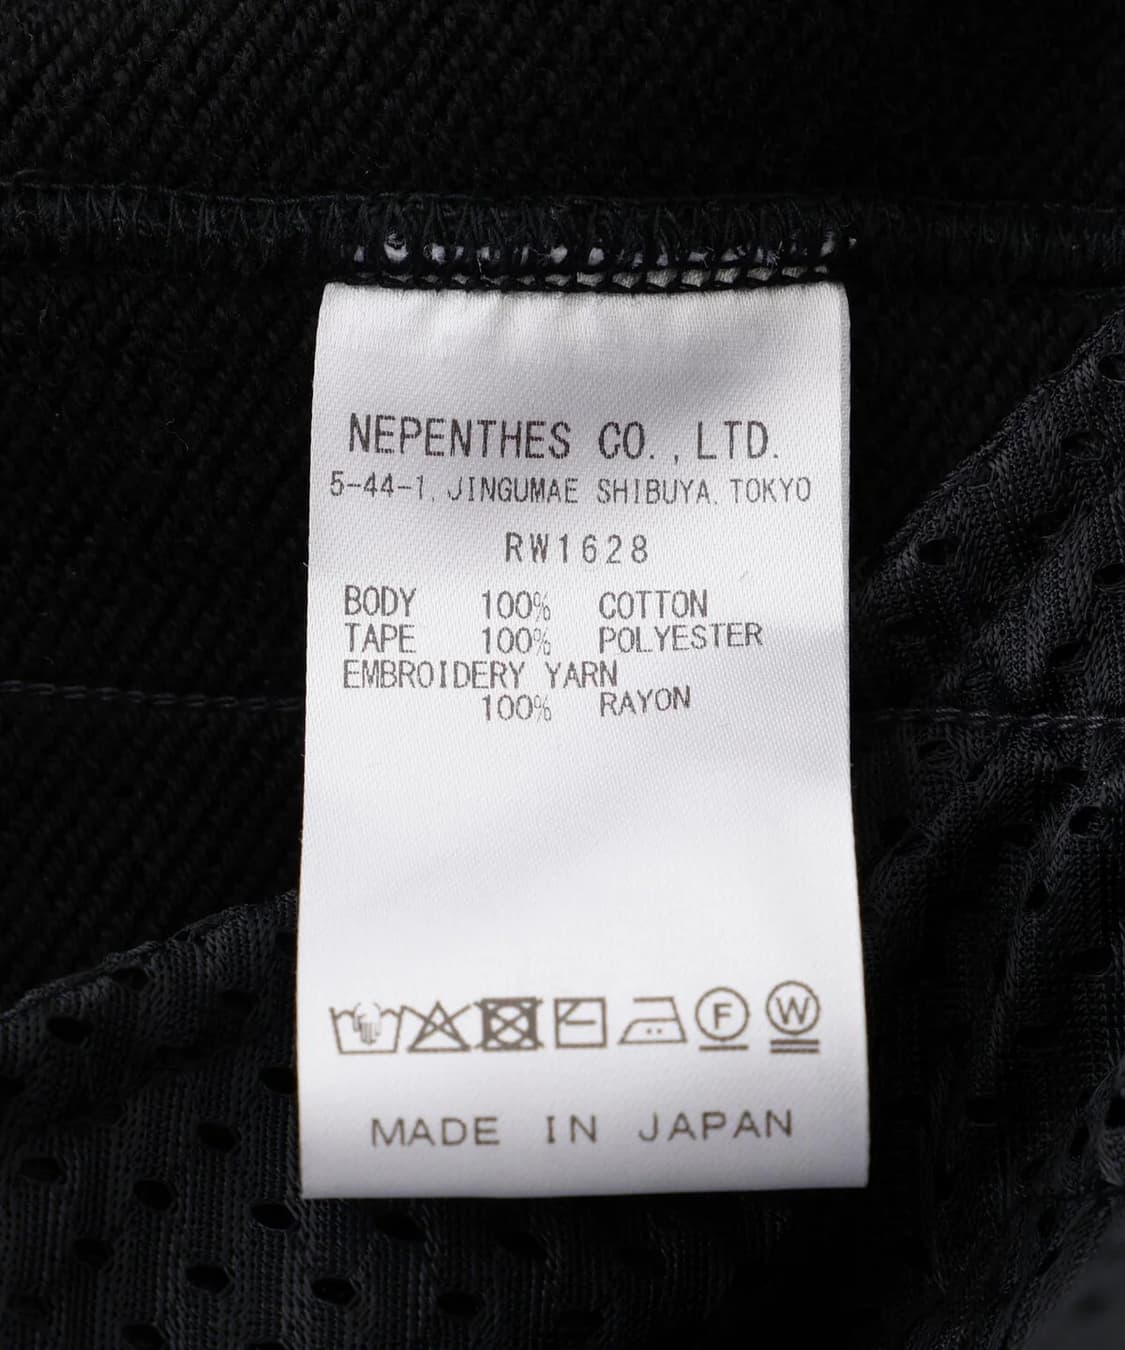 NEPENTHES CO.,LTD.
5-44-1, JINGUMAE SHIBUYA. TOKYO
RW1628
BODY 100% COTTON
TAPE 100% POLYESTER
EMBROIDERY YARN
100% RAYON
F W
MADE IN JAPAN